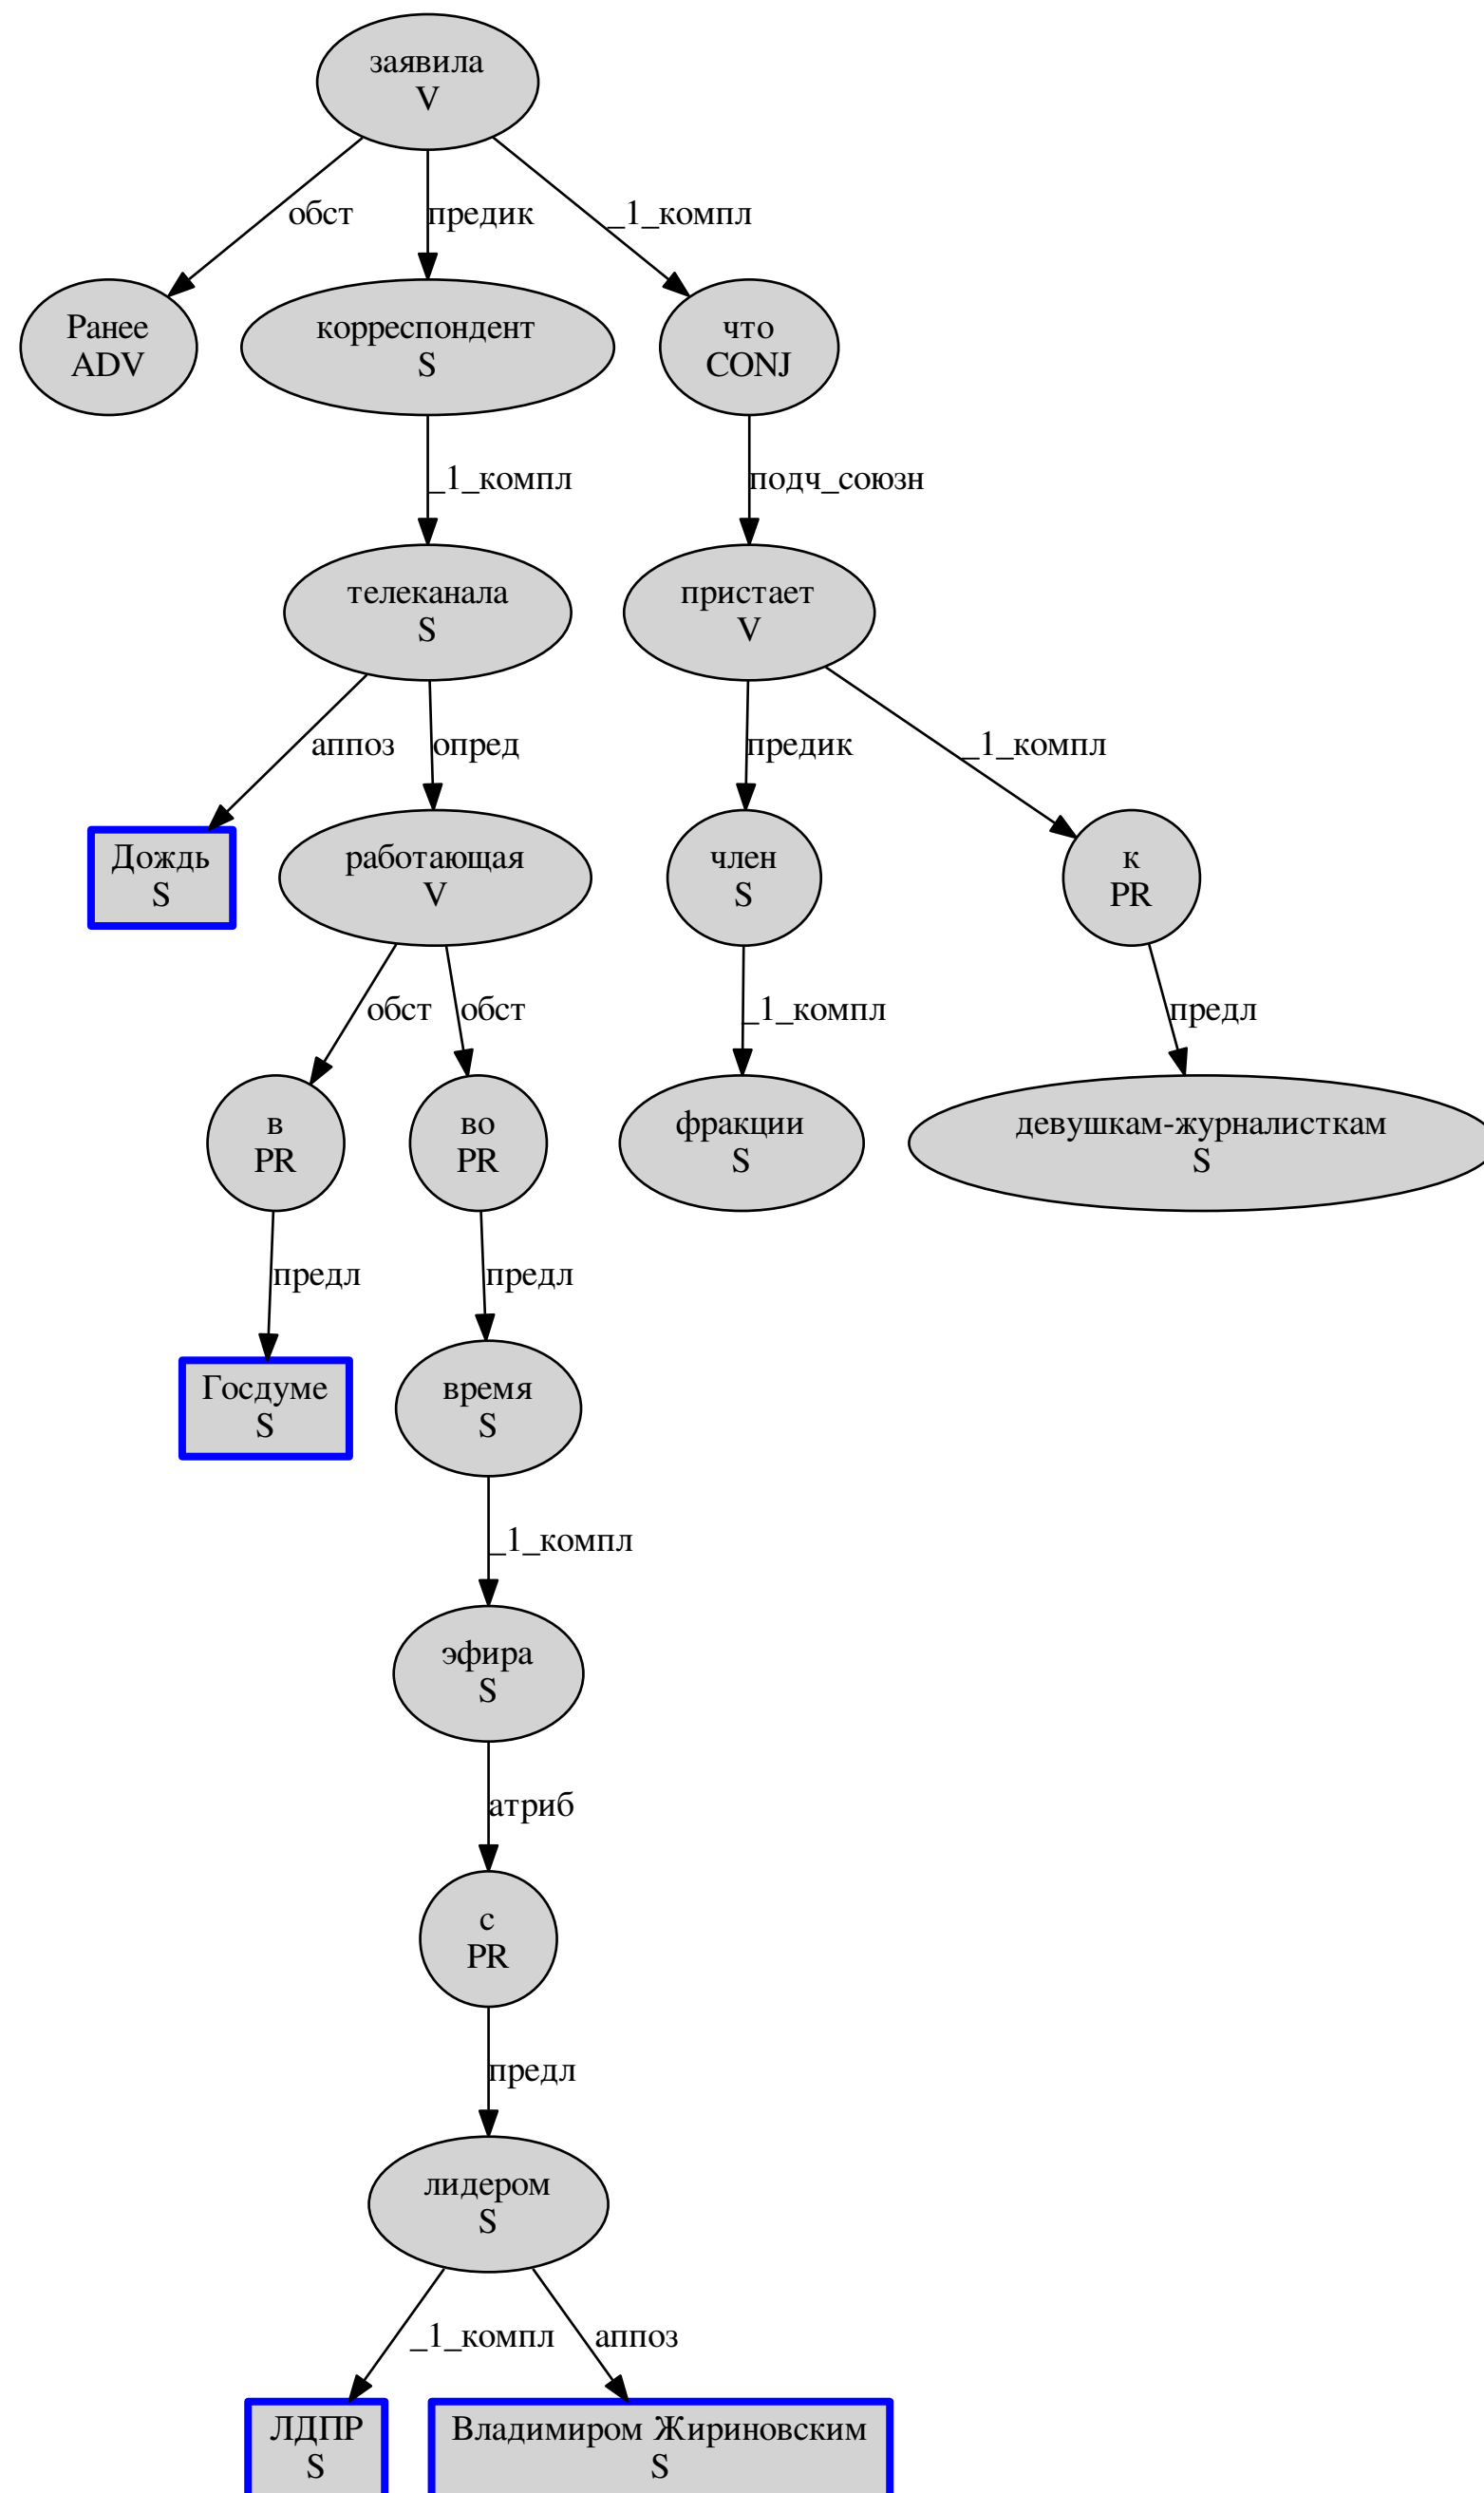 заявила
V
обст
предик
_1_компл
Ранее
ADV
корреспондент
S
что
CONJ
_1_компл
подч_союзн
телеканала
S
пристает
V
аппоз
опред
предик
_1_компл
Дождь
S
работающая
V
член
S
к
PR
обст
обст
_1_компл
предл
в
PR
во
PR
фракции
S
девушкам-журналисткам
S
предл
предл
Госдуме
S
время
S
_1_компл
эфира
S
атриб
с
PR
предл
лидером
S
_1_компл
аппоз
ЛДПР
S
Владимиром Жириновским
S